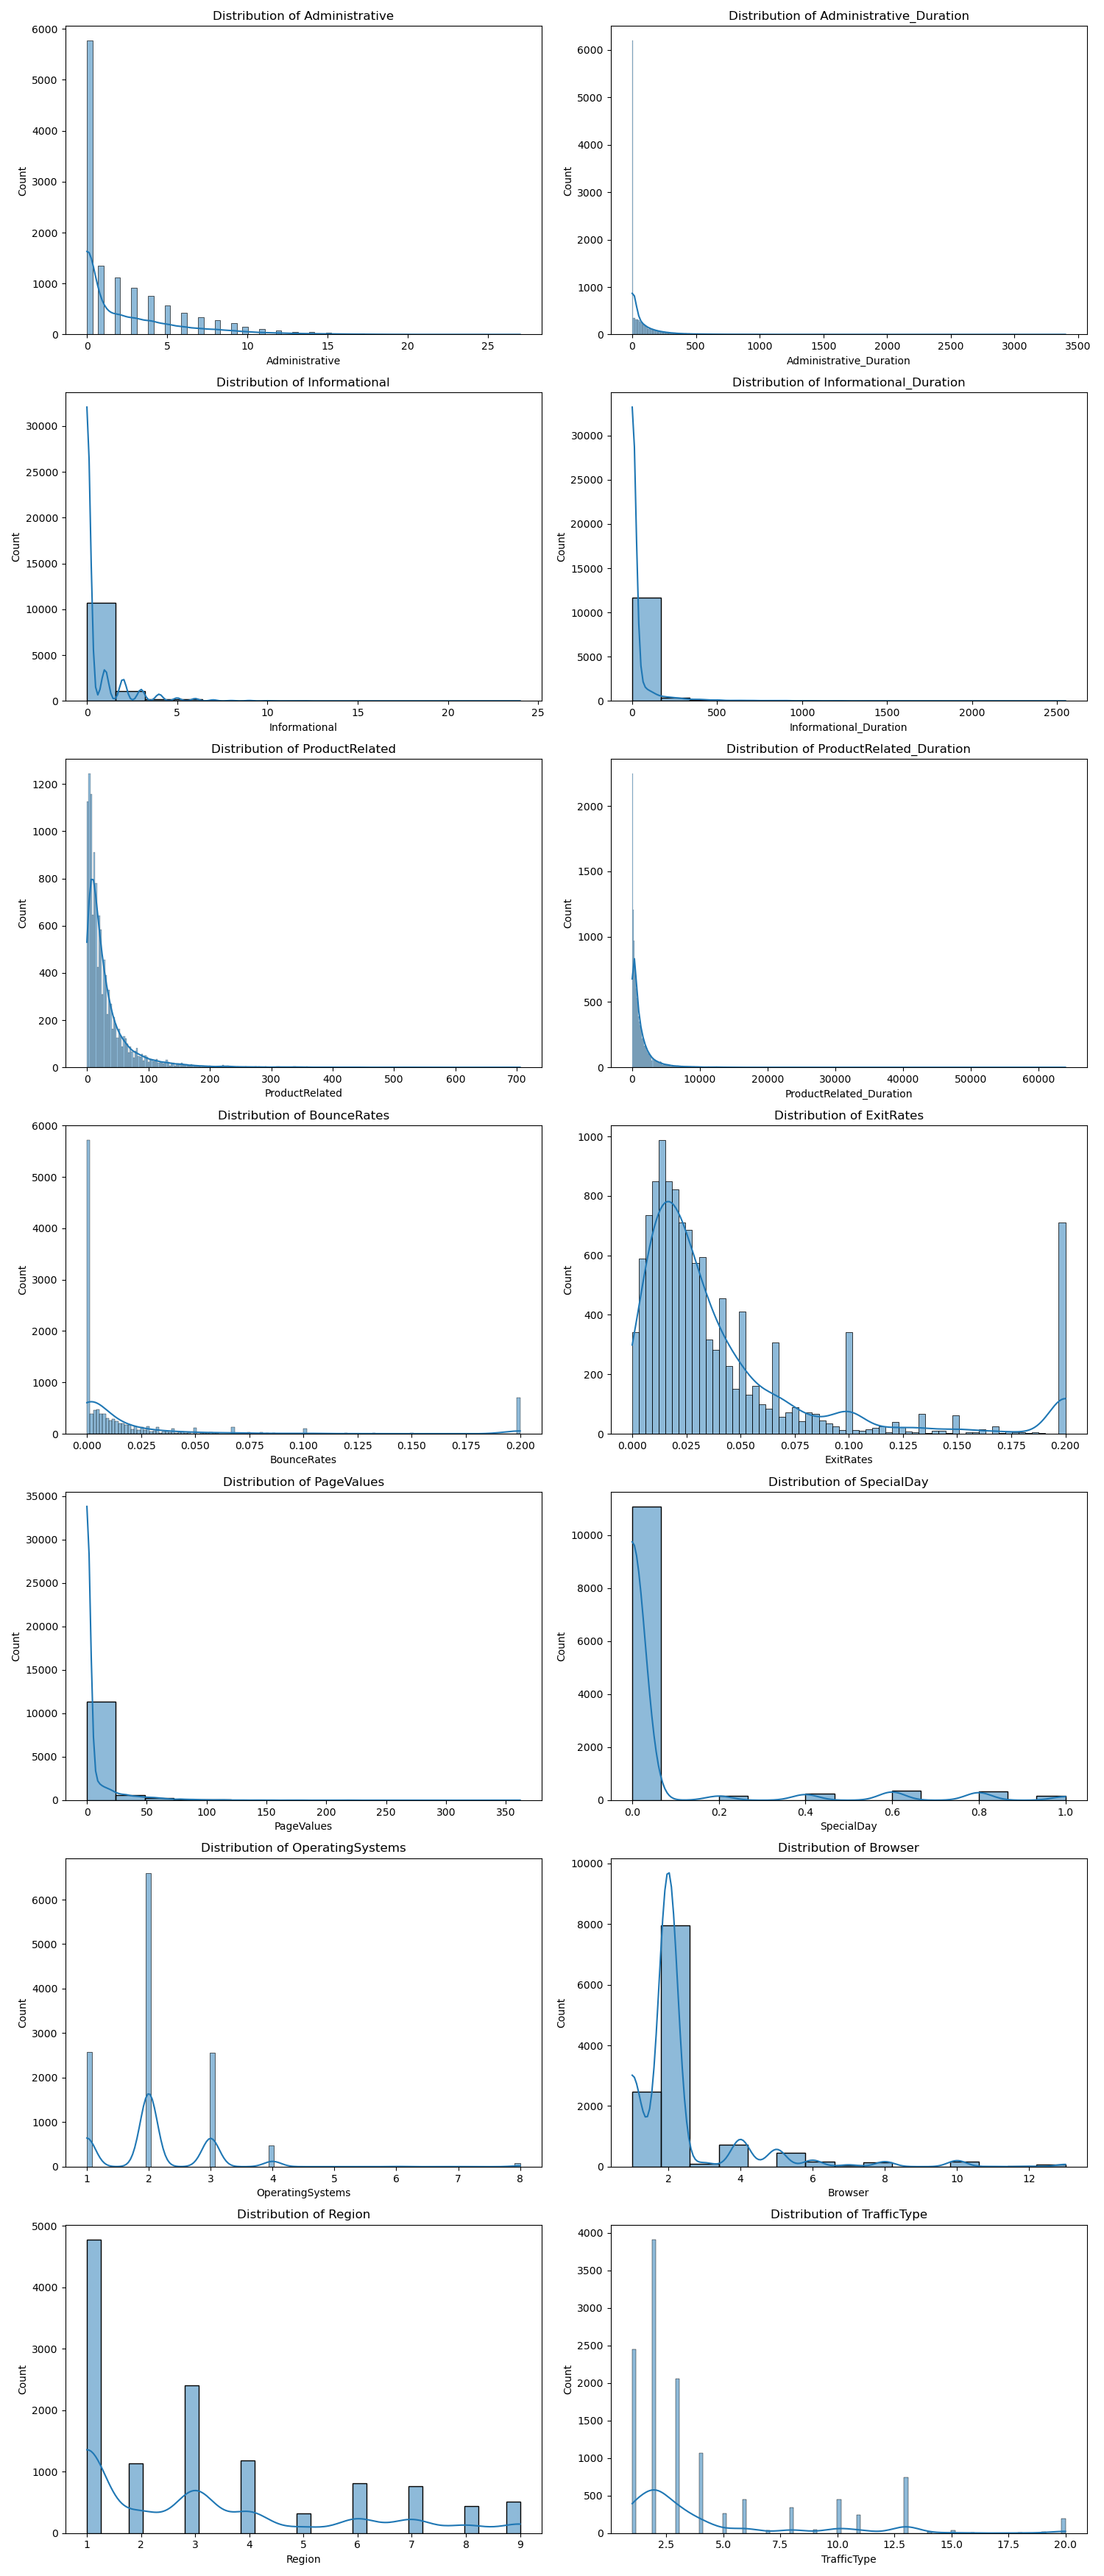 Distribution of Administrative
6000
5000
4000
3000
2000
1000
0
Count
0 5 10 15 20 25
Administrative
Distribution of Administrative_Duration
6000
5000
4000
3000
2000
1000
0
Count
0 500 1000 1500 2000 2500 3000 3500
Administrative_Duration
Distribution of Informational
30000
25000
20000
15000
10000
5000
0
Count
0 5 10 15 20 25
Informational
Distribution of Informational_Duration
30000
25000
20000
15000
10000
5000
0
Count
0 500 1000 1500 2000 2500
Informational_Duration
Distribution of ProductRelated
1200
1000
800
600
400
200
0
Count
0 100 200 300 400 500 600 700
ProductRelated
Distribution of ProductRelated_Duration
2000
1500
1000
500
0
Count
0 10000 20000 30000 40000 50000 60000
ProductRelated_Duration
Distribution of BounceRates
6000
5000
4000
3000
2000
1000
0
Count
0.000 0.025 0.050 0.075 0.100 0.125 0.150 0.175 0.200
BounceRates
Distribution of ExitRates
1000
800
600
400
200
0
Count
0.000 0.025 0.050 0.075 0.100 0.125 0.150 0.175 0.200
ExitRates
Distribution of PageValues
35000
30000
25000
20000
15000
10000
5000
0
Count
0 50 100 150 200 250 300 350
PageValues
Distribution of SpecialDay
10000
8000
6000
4000
2000
0
Count
0.0 0.2 0.4 0.6 0.8 1.0
SpecialDay
Distribution of OperatingSystems
6000
5000
4000
3000
2000
1000
0
Count
1 2 3 4 5 6 7 8
OperatingSystems
Distribution of Browser
10000
8000
6000
4000
2000
0
Count
2 4 6 8 10 12
Browser
Distribution of Region
5000
4000
3000
2000
1000
0
Count
1 2 3 4 5 6 7 8 9
Region
Distribution of TrafficType
4000
3500
3000
2500
2000
1500
1000
500
0
Count
2.5 5.0 7.5 10.0 12.5 15.0 17.5 20.0
TrafficType